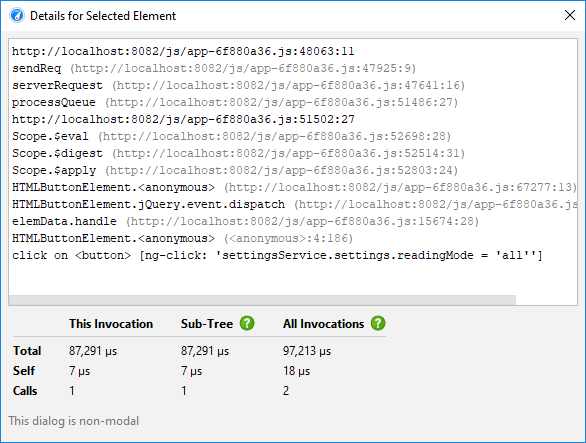 Details for Selected Element
http://localhost:8082/js/app-6f880a36.js:48063:11
sendReq (http://localhost:8082/js/app-6f880a36.js:47925:9)
serverRequest (http://localhost:8082/js/app-6f880a36.js:47641:16)
processQueue (http://localhost:8082/js/app-6f880a36.js:51486:27)
http://localhost:8082/js/app-6f880a36.js:51502:27
Scope.$eval (http://localhost:8082/js/app-6f880a36.js:52698:28)
Scope.$digest (http://localhost:8082/js/app-6f880a36.js:52514:31)
Scope.$apply (http://localhost:8082/js/app-6f880a36.js:52803:24)
HTMLButtonElement.<anonymous> (http://localhost:8082/js/app-6f880a36.js:67277:13)
HTMLButtonElement.jQuery.event.dispatch (http://localhost:8082/js/app-6f880a36.js
elemData.handle (http://localhost:8082/js/app-6f880a36.js:15674:28)
HTMLButtonElement.<anonymous> (<anonymous>:4:186)
click on <button> [ng-click: 'settingsService.settings.readingMode = 'all'']
This Invocation Sub-Tree ? All Invocations ?
Total 87,291 µs 87,291 µs 97,213 µs
Self 7 µs 7 µs 18 µs
Calls 1 1 2
This dialog is non-modal